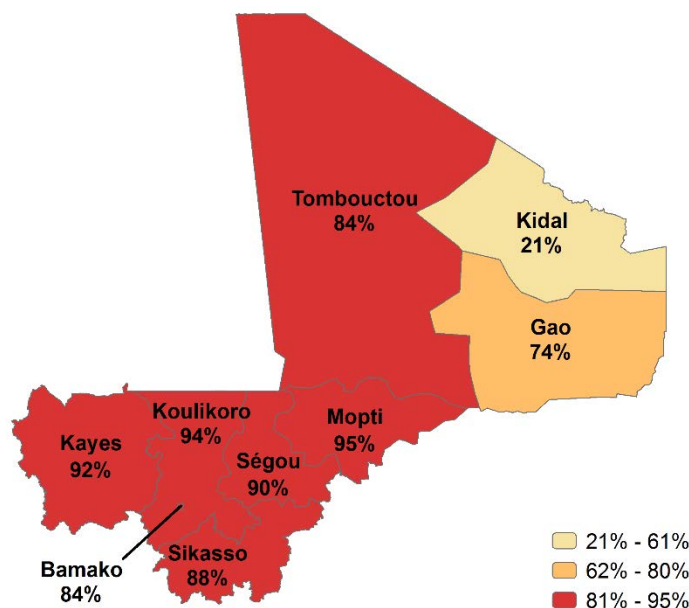 Tombouctou
84%
Kidal
21%
Gao
74%
Koulikoro
94%
Mopti
95%
Kayes
92%
Ségou
90%
Bamako
84%
Sikasso
88%
21% - 61%
62% - 80%
81% - 95%